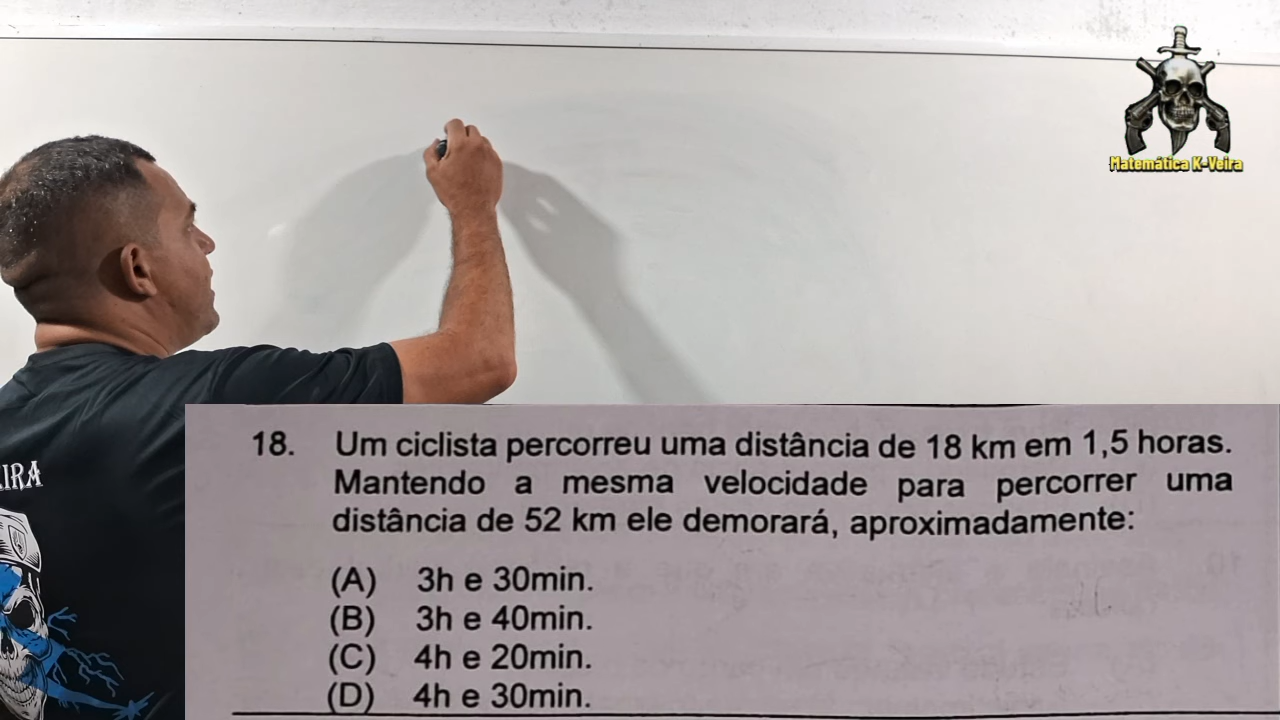 Matemática K-Veira
18. Um ciclista percorreu uma distância de 18 km em 1,5 horas.
Mantendo a mesma velocidade para percorrer uma
distância de 52 km ele demorará, aproximadamente:
(A) 3h e 30min.
(B) 3h e 40min.
(C) 4h e 20min.
(D) 4h e 30min.